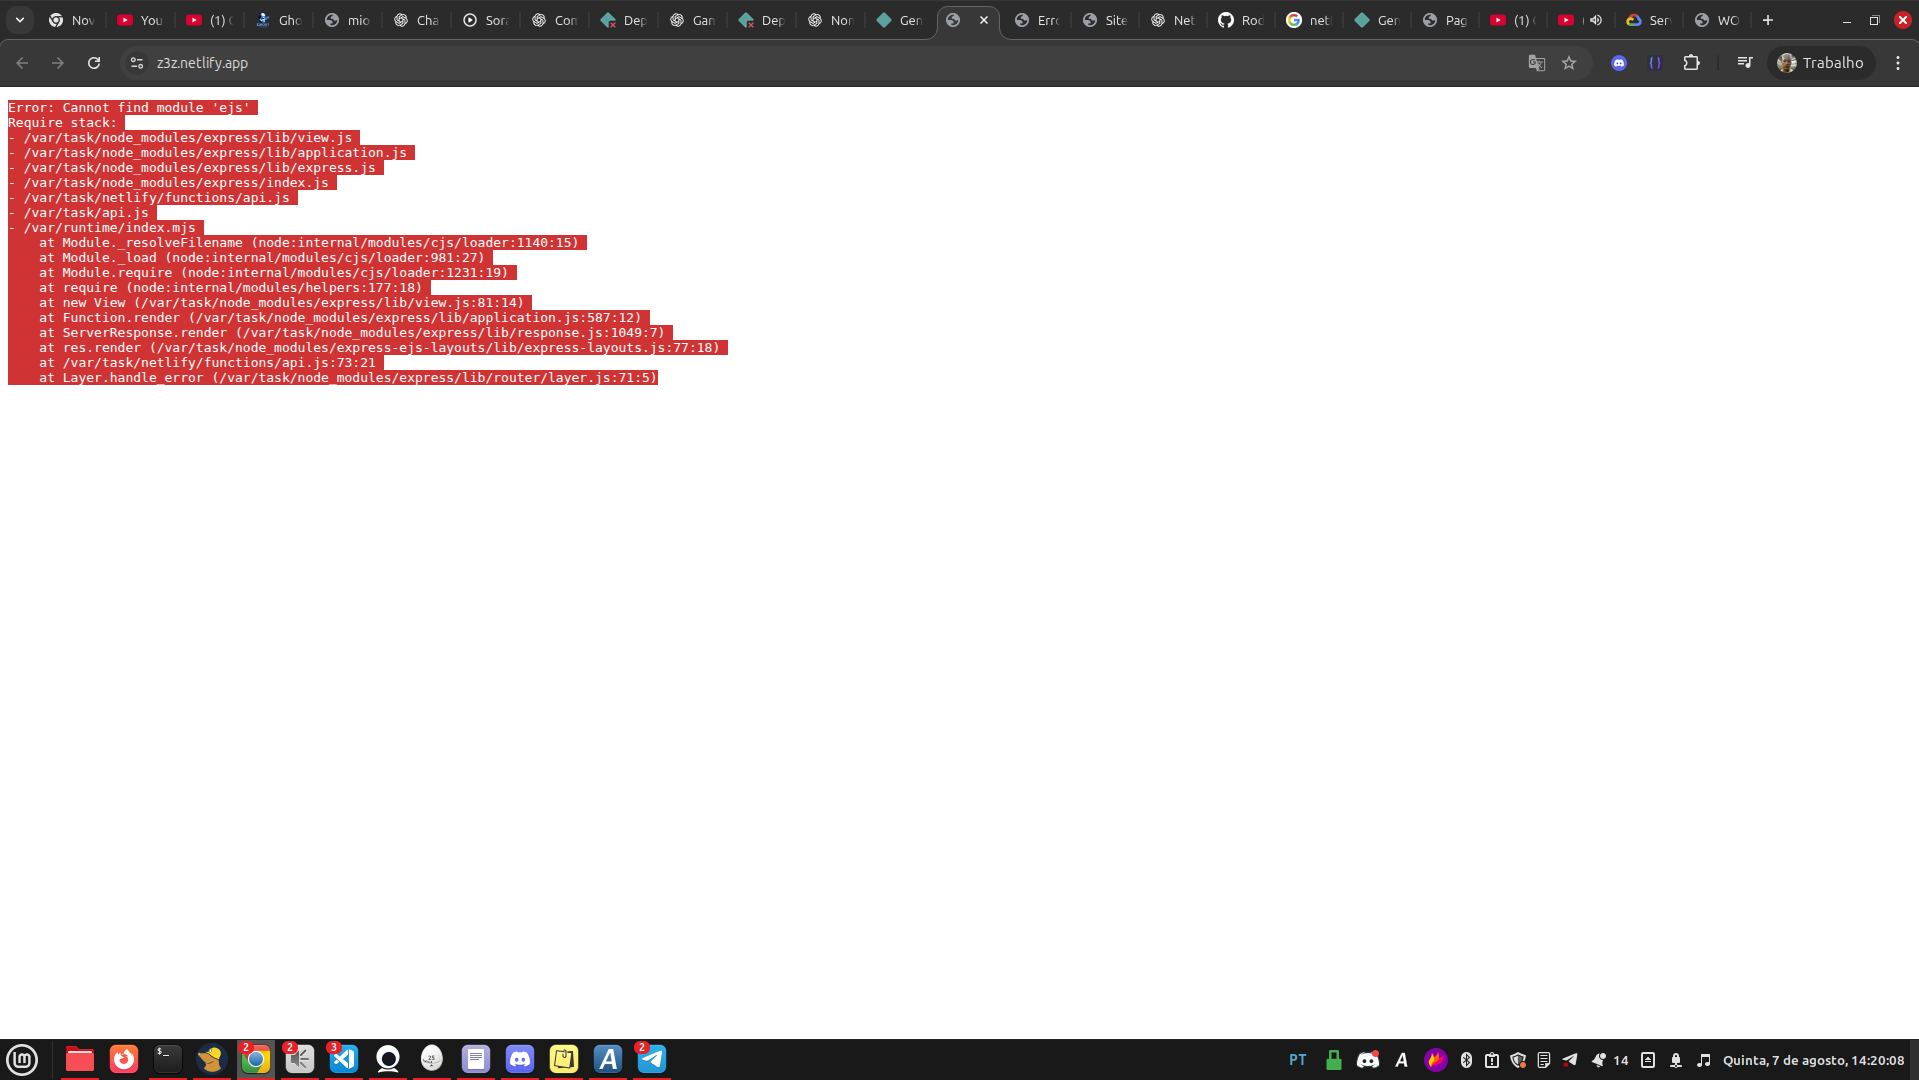 Nov
You
(1)
Gho
mio
Cha
Sora
Con
Dep
Gan
Dep
Non
Gen
Erro
Site
Net
Rod
netl
Gen
Pag
(1)
Ser
WO
z3z.netlify.app
Trabalho
Error: Cannot find module 'ejs'
Require stack:
- /var/task/node_modules/express/lib/view.js
- /var/task/node_modules/express/lib/application.js
- /var/task/node_modules/express/lib/express.js
- /var/task/node_modules/express/index.js
- /var/task/netlify/functions/api.js
- /var/task/api.js
- /var/runtime/index.mjs
at Module._resolveFilename (node:internal/modules/cjs/loader:1140:15)
at Module._load (node:internal/modules/cjs/loader:981:27)
at Module.require (node:internal/modules/cjs/loader:1231:19)
at require (node:internal/modules/helpers:177:18)
at new View (/var/task/node_modules/express/lib/view.js:81:14)
at Function.render (/var/task/node_modules/express/lib/application.js:587:12)
at ServerResponse.render (/var/task/node_modules/express/lib/response.js:1049:7)
at res.render (/var/task/node_modules/express-ejs-layouts/lib/express-layouts.js:77:18)
at /var/task/netlify/functions/api.js:73:21
at Layer.handle_error (/var/task/node_modules/express/lib/router/layer.js:71:5)
2
2
3
25
2
PT
14
Quinta, 7 de agosto, 14:20:08